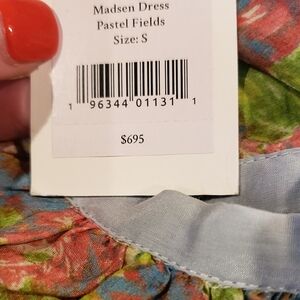 Madsen Dress
Pastel Fields
Size: S
1 96344 01131 1
$695